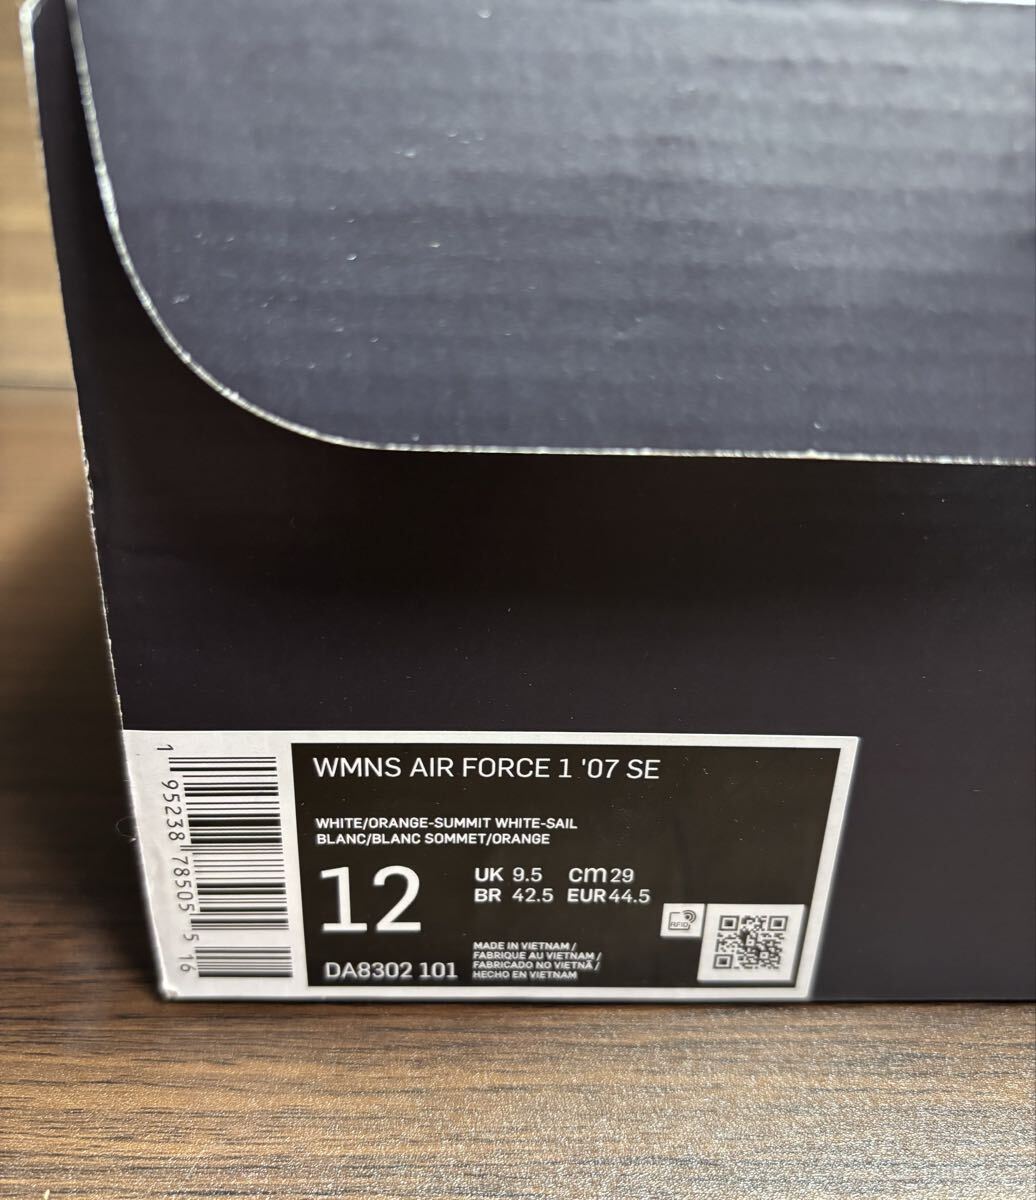 WMNS AIR FORCE 1 '07 SE
WHITE/ORANGE-SUMMIT WHITE-SAIL
BLANC/BLANC SOMMET/ORANGE
12
UK 9.5 cm 29
BR 42.5 EUR 44.5
RFID
DA8302 101
MADE IN VIETNAM /
FABRIQUE AU VIETNAM /
FABRICADO NO VIETNÃ /
HECHO EN VIETNAM
1 95238 78505 5 16